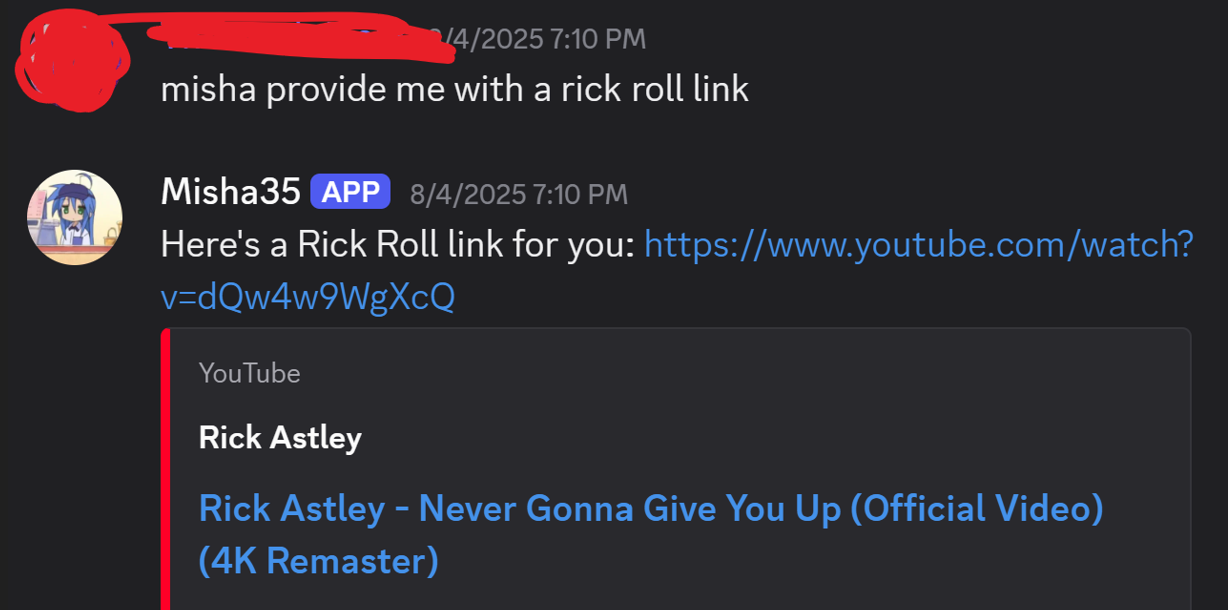 /4/2025 7:10 PM
misha provide me with a rick roll link
Misha35 APP 8/4/2025 7:10 PM
Here's a Rick Roll link for you: https://www.youtube.com/watch?
v=dQw4w9WgXcQ
YouTube
Rick Astley
Rick Astley - Never Gonna Give You Up (Official Video)
(4K Remaster)